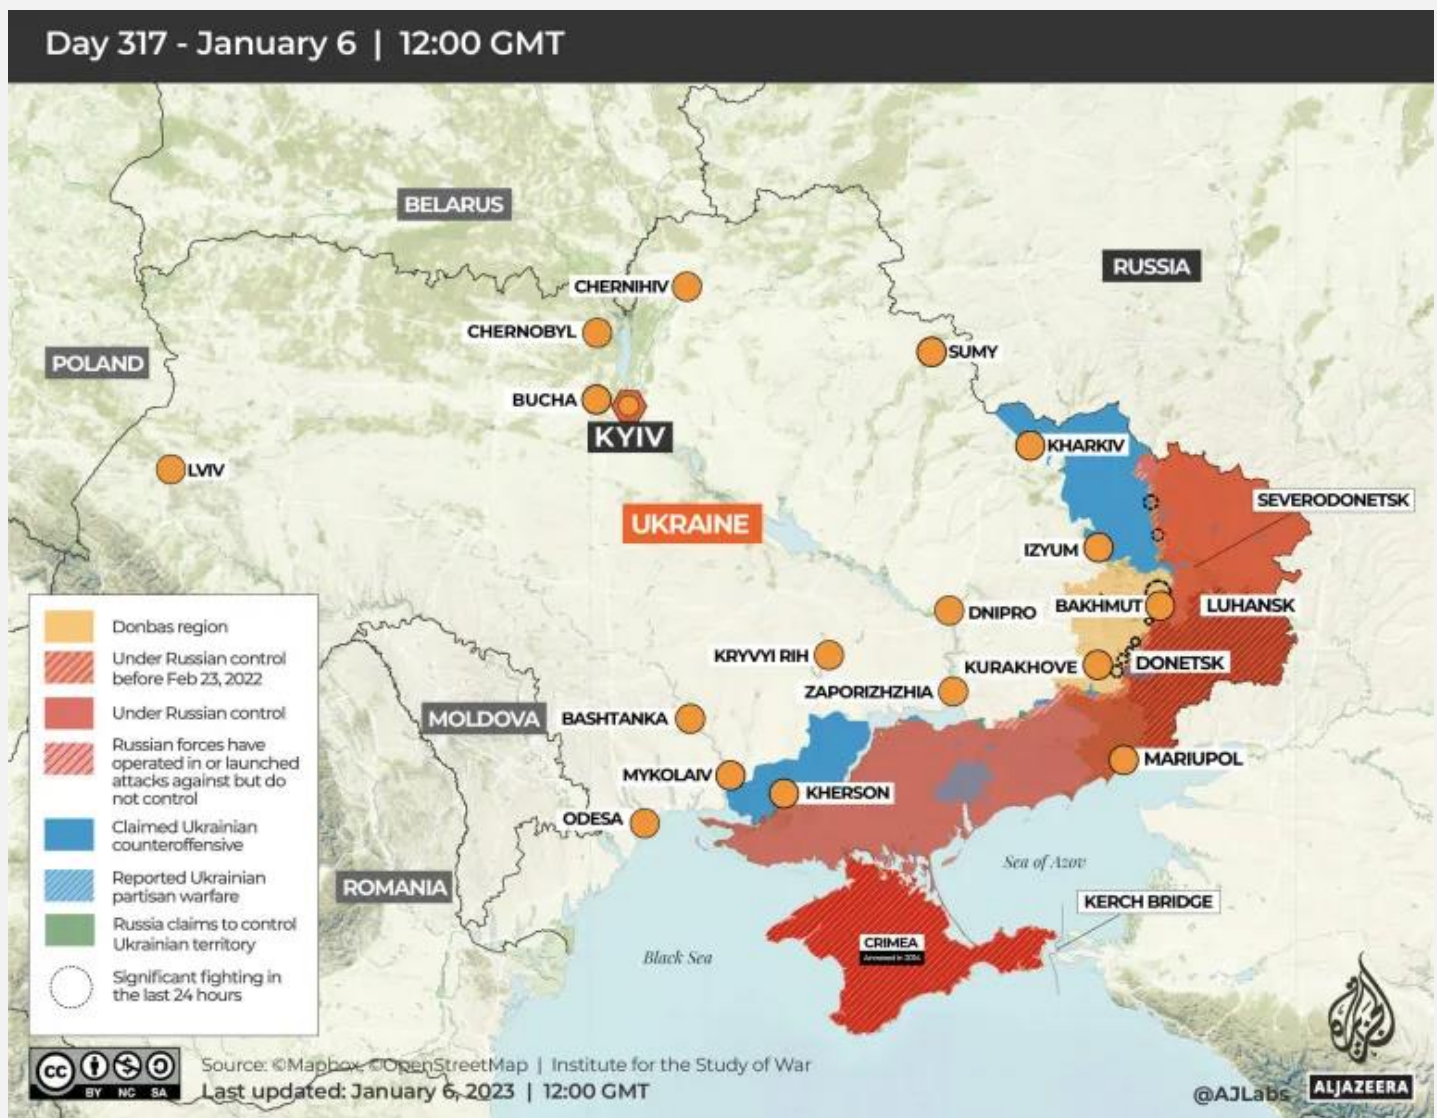 Day 317 - January 6 | 12:00 GMT
BELARUS
RUSSIA
CHERNIHIV
CHERNOBYL
SUMY
POLAND
BUCHA
KYIV
KHARKIV
LVIV
SEVERODONETSK
UKRAINE
IZYUM
BAKHMUT
LUHANSK
DNIPRO
KRYVYI RIH
KURAKHOVE
DONETSK
ZAPORIZHZHIA
MOLDOVA
BASHTANKA
MARIUPOL
MYKOLAIV
KHERSON
ODESA
Sea of Azov
ROMANIA
KERCH BRIDGE
CRIMEA
Annexed in 2014
Black Sea
Donbas region
Under Russian control
before Feb 23, 2022
Under Russian control
Russian forces have
operated in or launched
attacks against but do
not control
Claimed Ukrainian
counteroffensive
Reported Ukrainian
partisan warfare
Russia claims to control
Ukrainian territory
Significant fighting in
the last 24 hours
cc
BY NC SA
Source: ©Mapbox, ©OpenStreetMap | Institute for the Study of War
Last updated: January 6, 2023 | 12:00 GMT
@AJLabs
ALJAZEERA